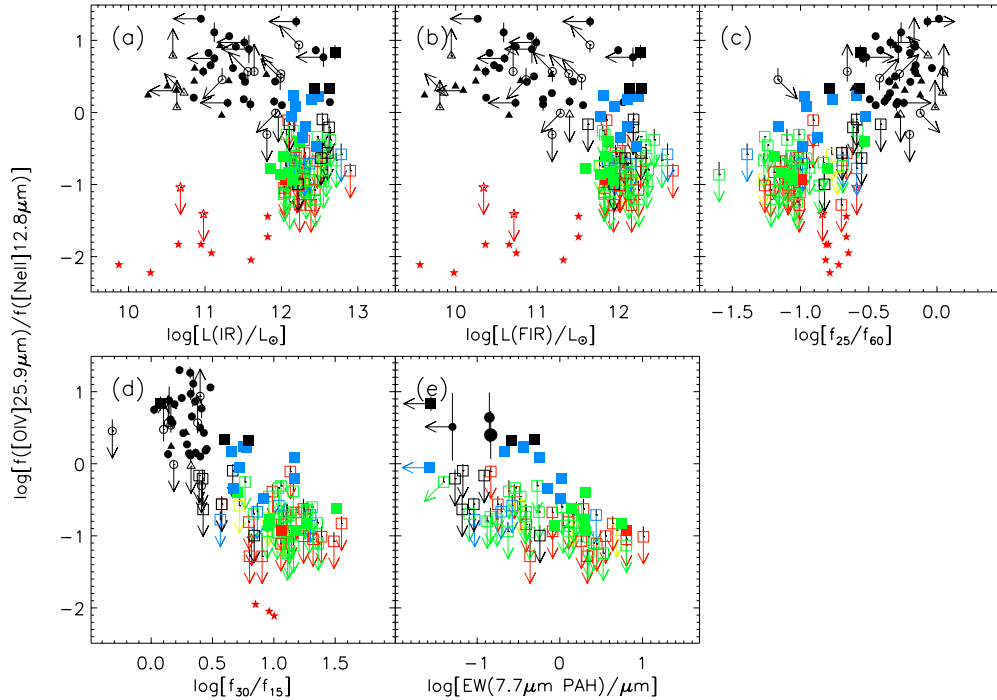 log[f([OIV]25.9μm)/f([NeII]12.8μm)]
(a) (b) (c)
1
0
−1
−2
10 11 12 13
10 11 12
−1.5 −1.0 −0.5 0.0
log[L(IR)/L⊙]
log[L(FIR)/L⊙]
log[f₂₅/f₆₀]
(d) (e)
1
0
−1
−2
0.0 0.5 1.0 1.5
−1 0 1
log[f₃₀/f₁₅]
log[EW(7.7μm PAH)/μm]